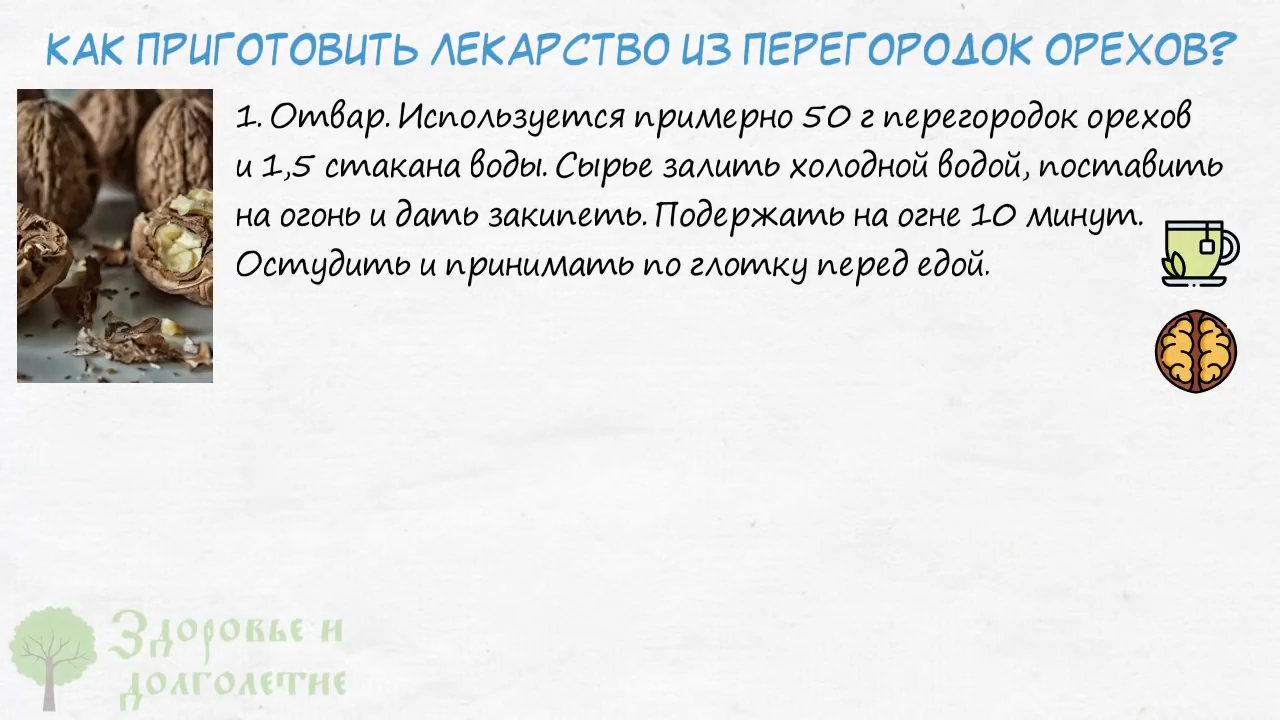 КАК ПРИГОТОВИТЬ ЛЕКАРСТВО ИЗ ПЕРЕГОРОДОК ОРЕХОВ?
1. Отвар. Используется примерно 50 г перегородок орехов
и 1,5 стакана воды. Сырье залить холодной водой, поставить
на огонь и дать закипеть. Подержать на огне 10 минут.
Остудить и принимать по глотку перед едой.
Здоровье и
долголетие